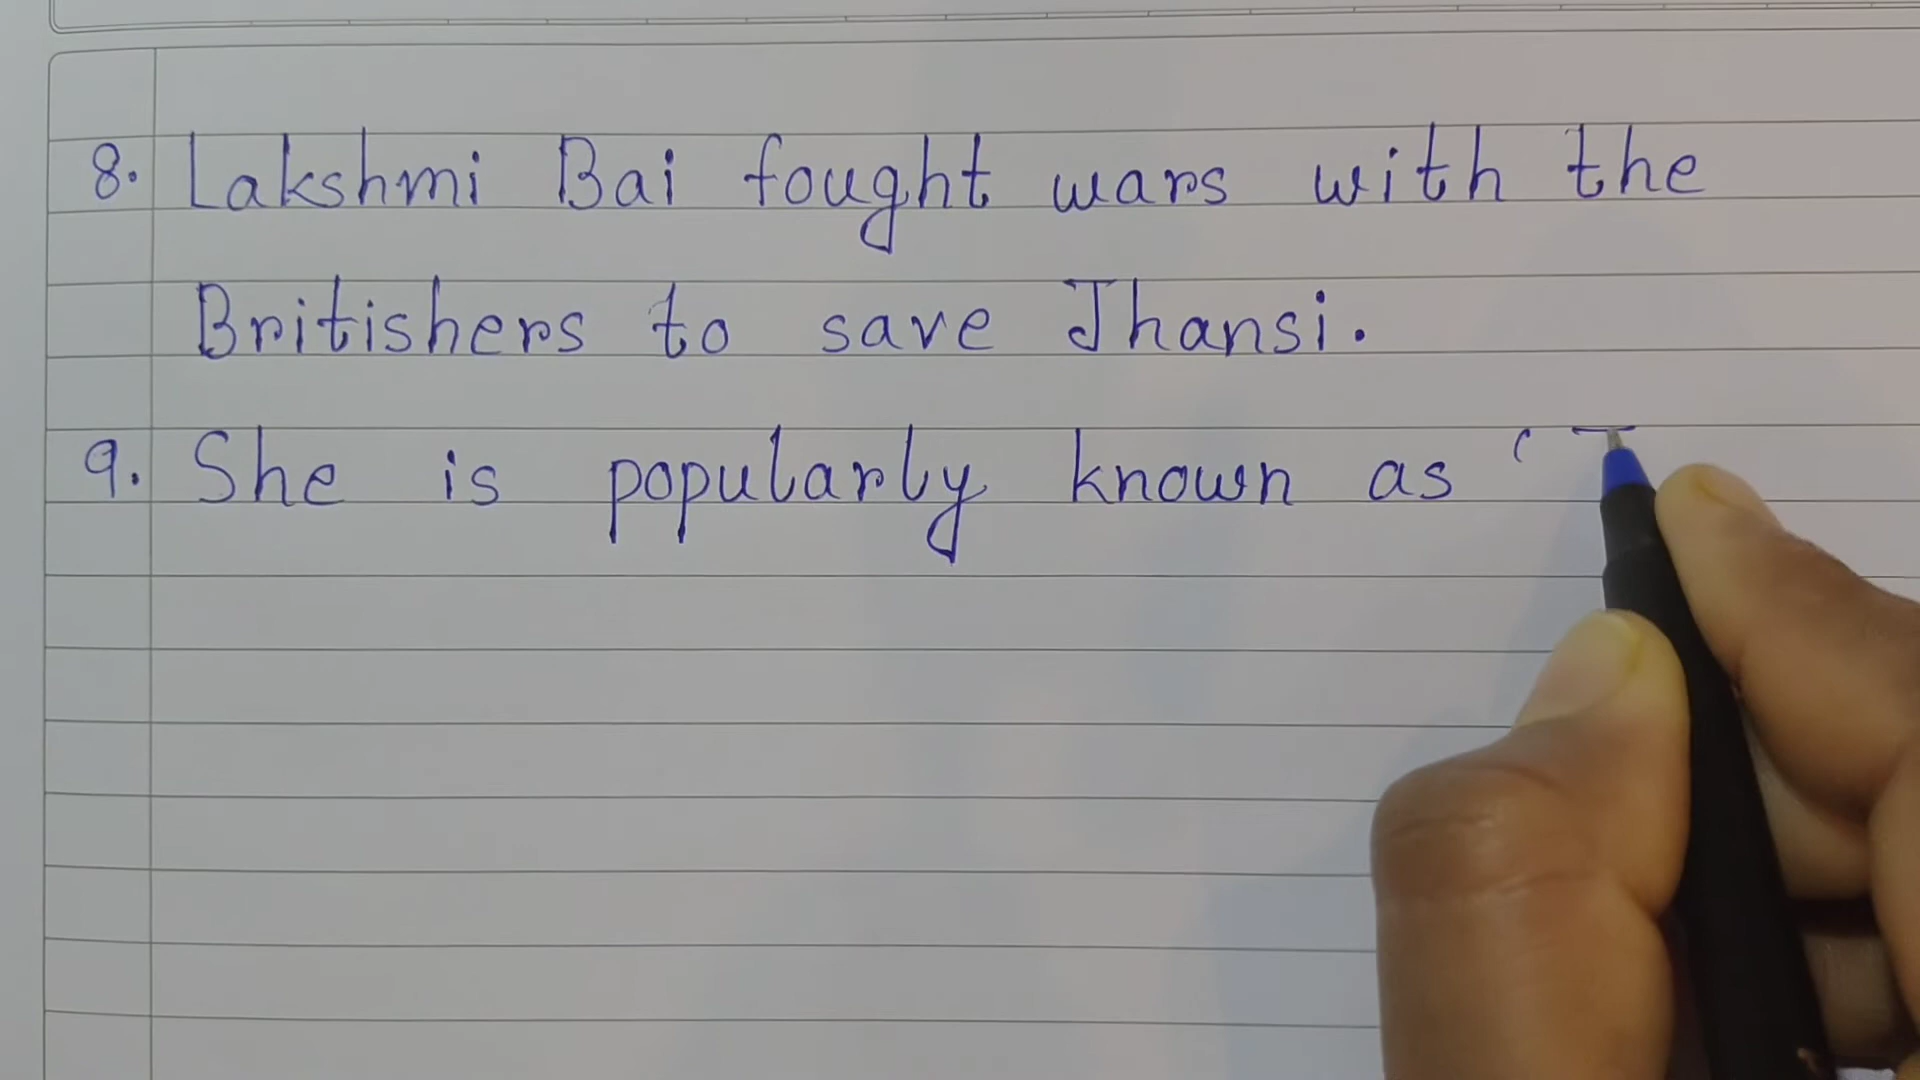 8. Lakshmi Bai fought wars with the
Britishers to save Jhansi.
9. She is popularly known as ‘